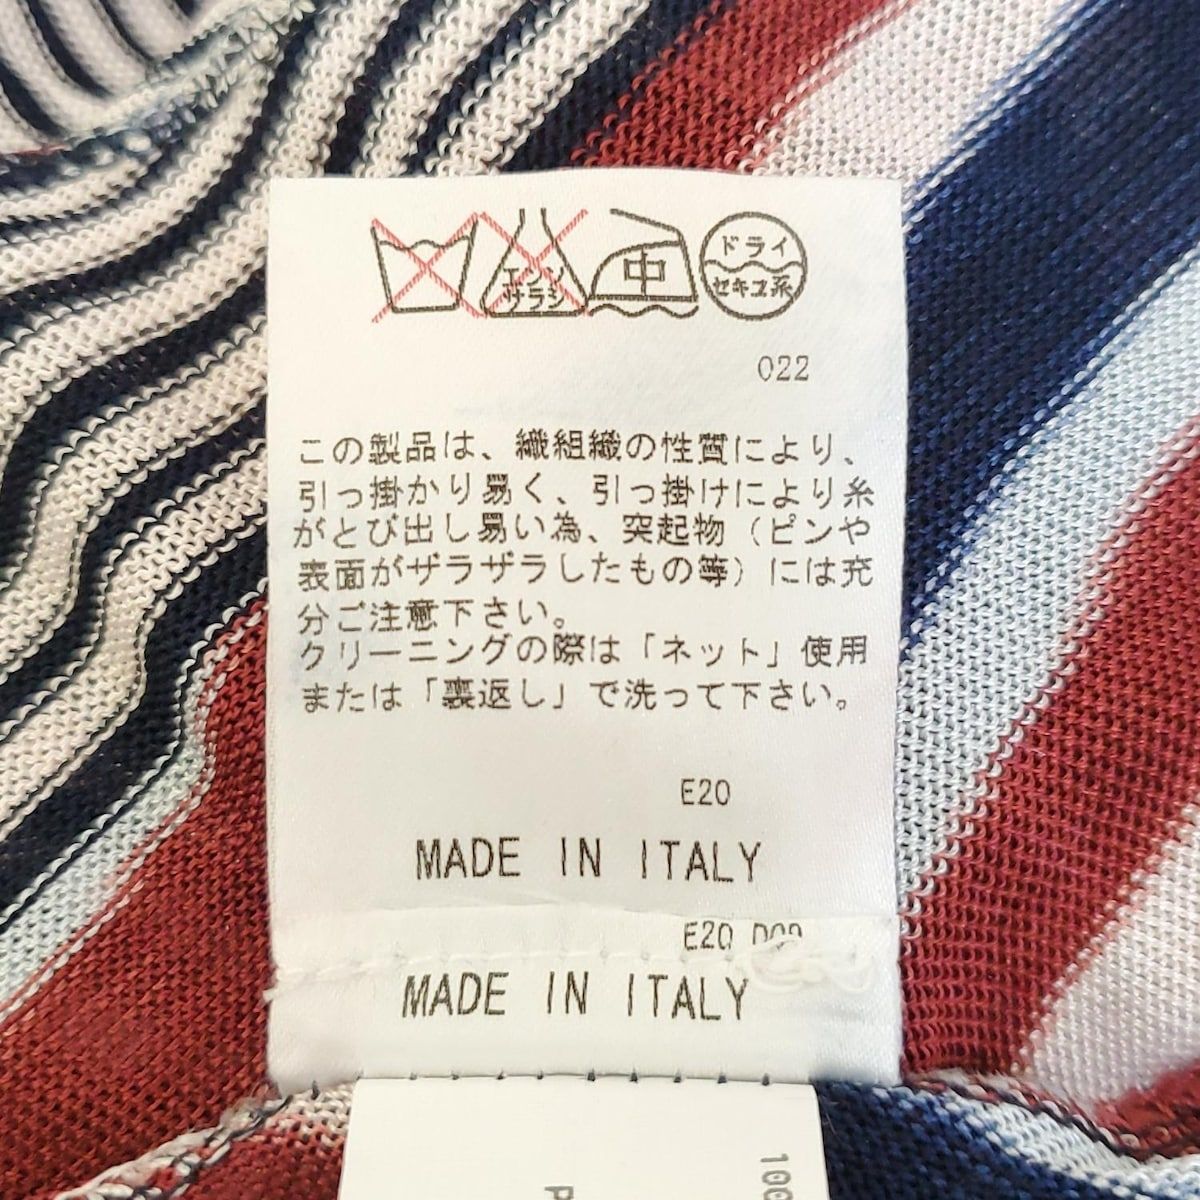 エンソ
サラシ
中
ドライ
セキユ系
022
この製品は、繊組織の性質により、
引っ掛かり易く、引っ掛けにより糸
がとび出し易い為、突起物（ピンや
表面がザラザラしたもの等）には充
分ご注意下さい。
クリーニングの際は「ネット」使用
または「裏返し」で洗って下さい。
E20
MADE IN ITALY
E20 D09
MADE IN ITALY
100
P